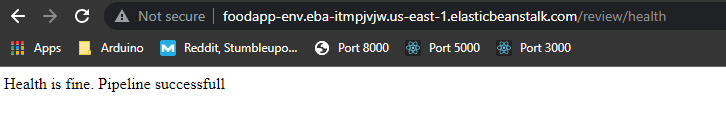 Not secure | foodapp-env.eba-itmpjvjw.us-east-1.elasticbeanstalk.com/review/health
Apps Arduino Reddit, Stumbleupo... Port 8000 Port 5000 Port 3000
Health is fine. Pipeline successfull